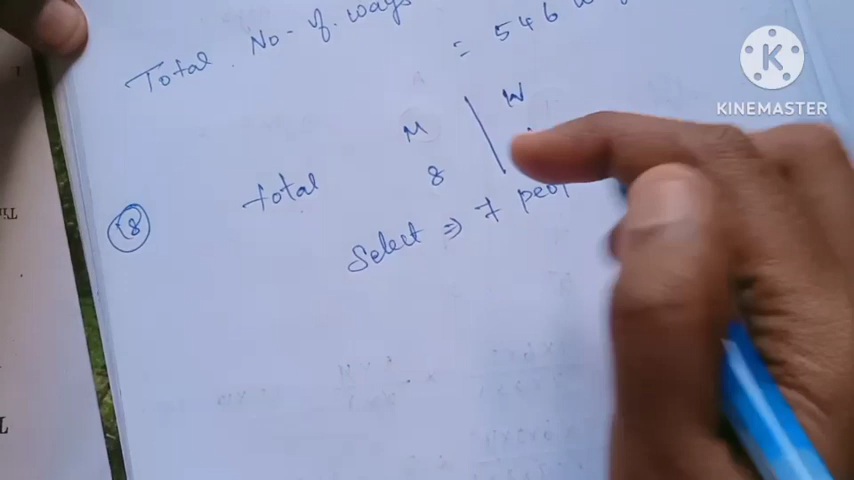 Total. No- of. ways
= 546
M | W
(18) total 8
Select => 7
K
KINEMASTER